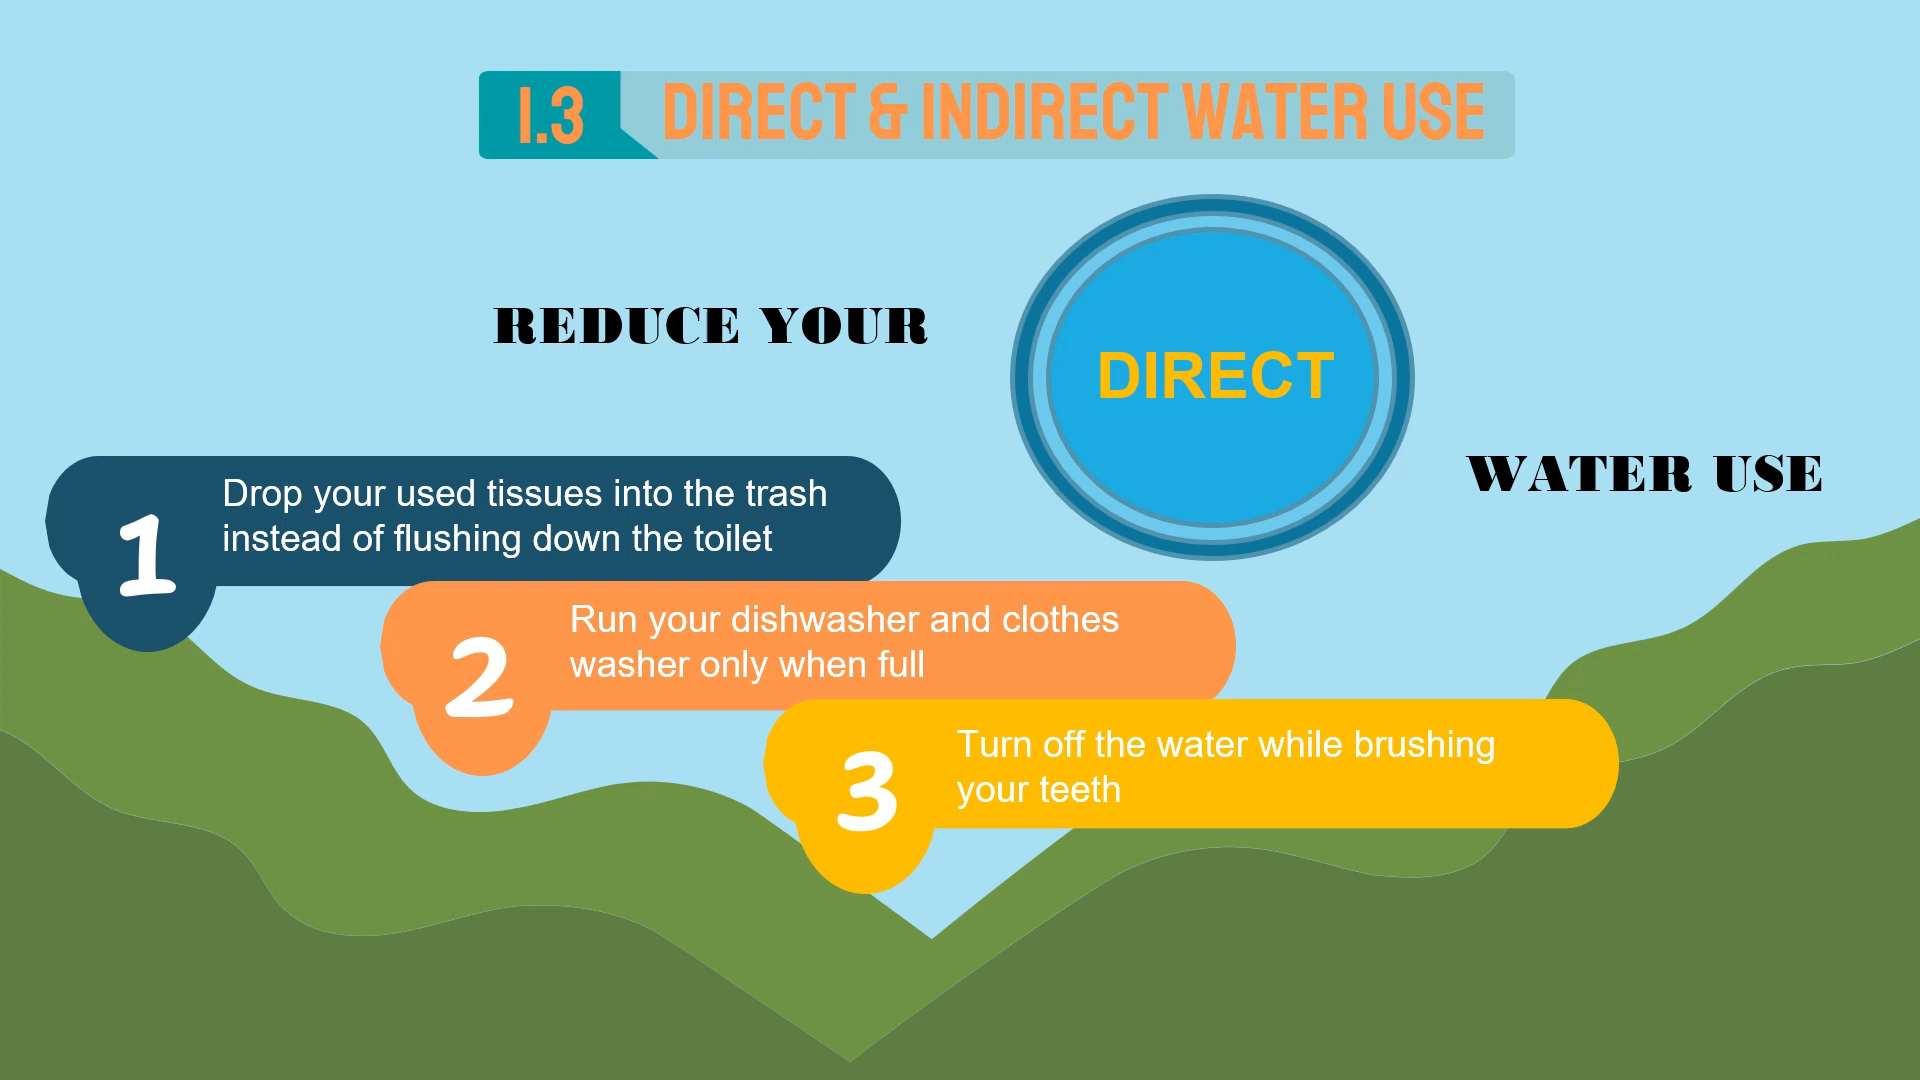 1.3 DIRECT & INDIRECT WATER USE
REDUCE YOUR
DIRECT
WATER USE
1
Drop your used tissues into the trash
instead of flushing down the toilet
2
Run your dishwasher and clothes
washer only when full
3
Turn off the water while brushing
your teeth